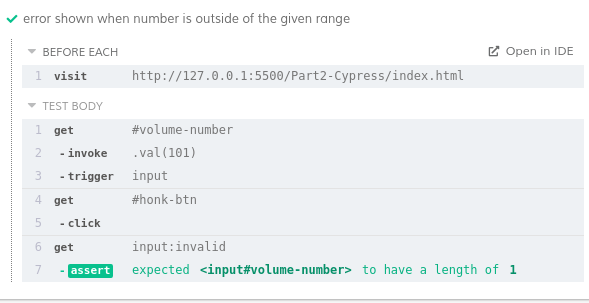 error shown when number is outside of the given range
BEFORE EACH Open in IDE
1 visit http://127.0.0.1:5500/Part2-Cypress/index.html
TEST BODY
1 get #volume-number
2 -invoke .val(101)
3 -trigger input
4 get #honk-btn
5 -click
6 get input:invalid
7 -assert expected <input#volume-number> to have a length of 1